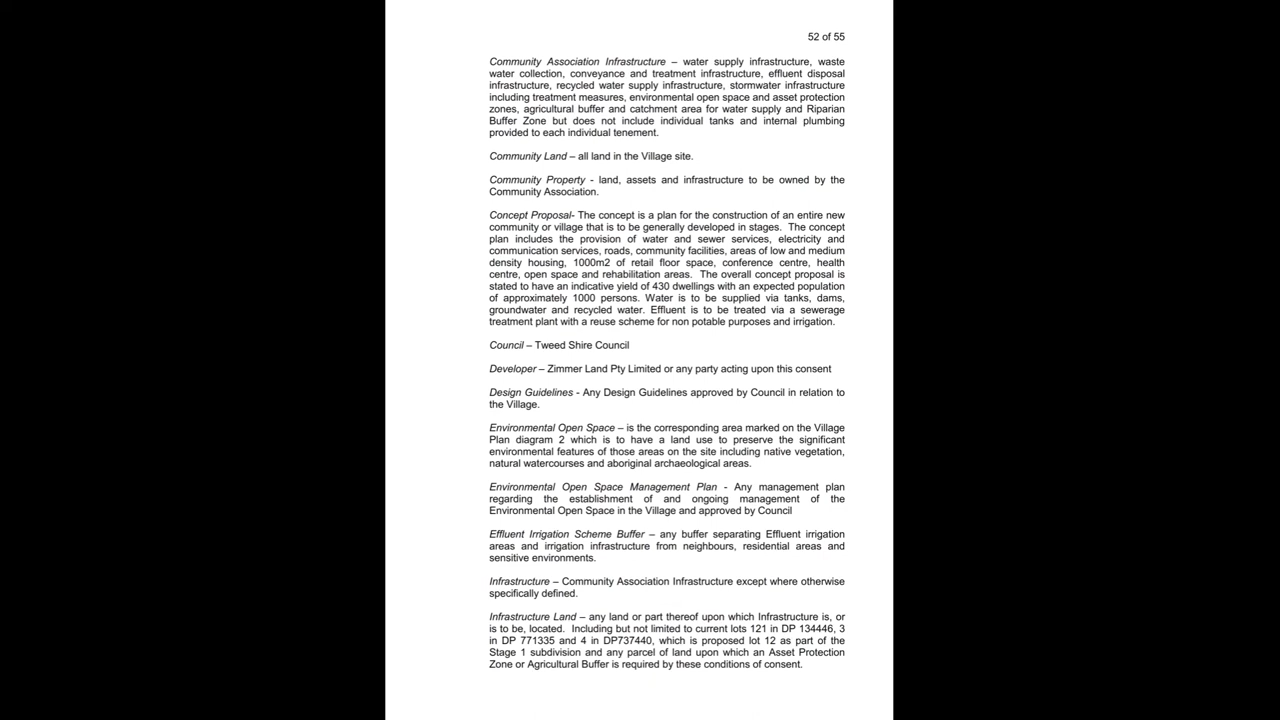 52 of 55
Community Association Infrastructure – water supply infrastructure, waste
water collection, conveyance and treatment infrastructure, effluent disposal
infrastructure, recycled water supply infrastructure, stormwater infrastructure
including treatment measures, environmental open space and asset protection
zones, agricultural buffer and catchment area for water supply and Riparian
Buffer Zone but does not include individual tanks and internal plumbing
provided to each individual tenement.
Community Land – all land in the Village site.
Community Property - land, assets and infrastructure to be owned by the
Community Association.
Concept Proposal- The concept is a plan for the construction of an entire new
community or village that is to be generally developed in stages. The concept
plan includes the provision of water and sewer services, electricity and
communication services, roads, community facilities, areas of low and medium
density housing, 1000m2 of retail floor space, conference centre, health
centre, open space and rehabilitation areas. The overall concept proposal is
stated to have an indicative yield of 430 dwellings with an expected population
of approximately 1000 persons. Water is to be supplied via tanks, dams,
groundwater and recycled water. Effluent is to be treated via a sewerage
treatment plant with a reuse scheme for non potable purposes and irrigation.
Council – Tweed Shire Council
Developer – Zimmer Land Pty Limited or any party acting upon this consent
Design Guidelines - Any Design Guidelines approved by Council in relation to
the Village.
Environmental Open Space – is the corresponding area marked on the Village
Plan diagram 2 which is to have a land use to preserve the significant
environmental features of those areas on the site including native vegetation,
natural watercourses and aboriginal archaeological areas.
Environmental Open Space Management Plan - Any management plan
regarding the establishment of and ongoing management of the
Environmental Open Space in the Village and approved by Council
Effluent Irrigation Scheme Buffer – any buffer separating Effluent irrigation
areas and irrigation infrastructure from neighbours, residential areas and
sensitive environments.
Infrastructure – Community Association Infrastructure except where otherwise
specifically defined.
Infrastructure Land – any land or part thereof upon which Infrastructure is, or
is to be, located. Including but not limited to current lots 121 in DP 134446, 3
in DP 771335 and 4 in DP737440, which is proposed lot 12 as part of the
Stage 1 subdivision and any parcel of land upon which an Asset Protection
Zone or Agricultural Buffer is required by these conditions of consent.